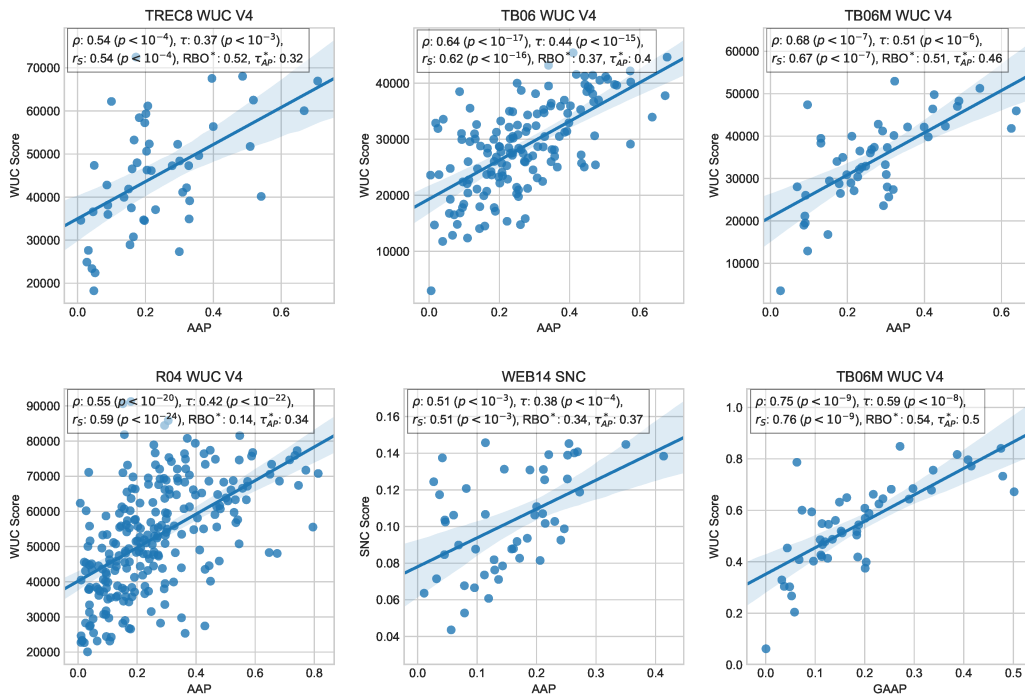 TREC8 WUC V4
ρ: 0.54 (p < 10⁻⁴), τ: 0.37 (p < 10⁻³),
r_S: 0.54 (p < 10⁻⁴), RBO*: 0.52, τ*_AP: 0.32
70000
60000
50000
40000
30000
20000
WUC Score
0.0 0.2 0.4 0.6
AAP
TB06 WUC V4
ρ: 0.64 (p < 10⁻¹⁷), τ: 0.44 (p < 10⁻¹⁵),
r_S: 0.62 (p < 10⁻¹⁶), RBO*: 0.37, τ*_AP: 0.4
40000
30000
20000
10000
WUC Score
0.0 0.2 0.4 0.6
AAP
TB06M WUC V4
ρ: 0.68 (p < 10⁻⁷), τ: 0.51 (p < 10⁻⁶),
r_S: 0.67 (p < 10⁻⁷), RBO*: 0.51, τ*_AP: 0.46
60000
50000
40000
30000
20000
10000
WUC Score
0.0 0.2 0.4 0.6
AAP
R04 WUC V4
ρ: 0.55 (p < 10⁻²⁰), τ: 0.42 (p < 10⁻²²),
r_S: 0.59 (p < 10⁻²⁴), RBO*: 0.14, τ*_AP: 0.34
90000
80000
70000
60000
50000
40000
30000
20000
WUC Score
0.0 0.2 0.4 0.6 0.8
AAP
WEB14 SNC
ρ: 0.51 (p < 10⁻³), τ: 0.38 (p < 10⁻⁴),
r_S: 0.51 (p < 10⁻³), RBO*: 0.34, τ*_AP: 0.37
0.16
0.14
0.12
0.10
0.08
0.06
0.04
SNC Score
0.0 0.1 0.2 0.3 0.4
AAP
TB06M WUC V4
ρ: 0.75 (p < 10⁻⁹), τ: 0.59 (p < 10⁻⁸),
r_S: 0.76 (p < 10⁻⁹), RBO*: 0.54, τ*_AP: 0.5
1.0
0.8
0.6
0.4
0.2
0.0
WUC Score
0.0 0.1 0.2 0.3 0.4 0.5
GAAP